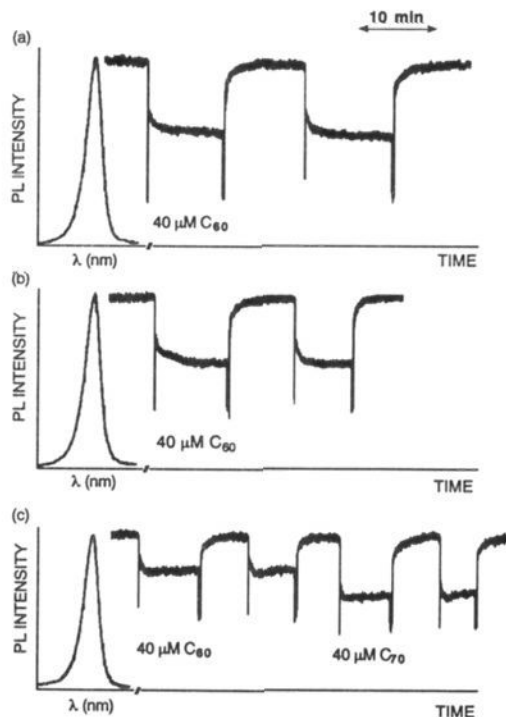 10 min
(a)
PL INTENSITY
40 μM C₆₀
λ (nm)
TIME
(b)
PL INTENSITY
40 μM C₆₀
λ (nm)
TIME
(c)
PL INTENSITY
40 μM C₆₀
40 μM C₇₀
λ (nm)
TIME